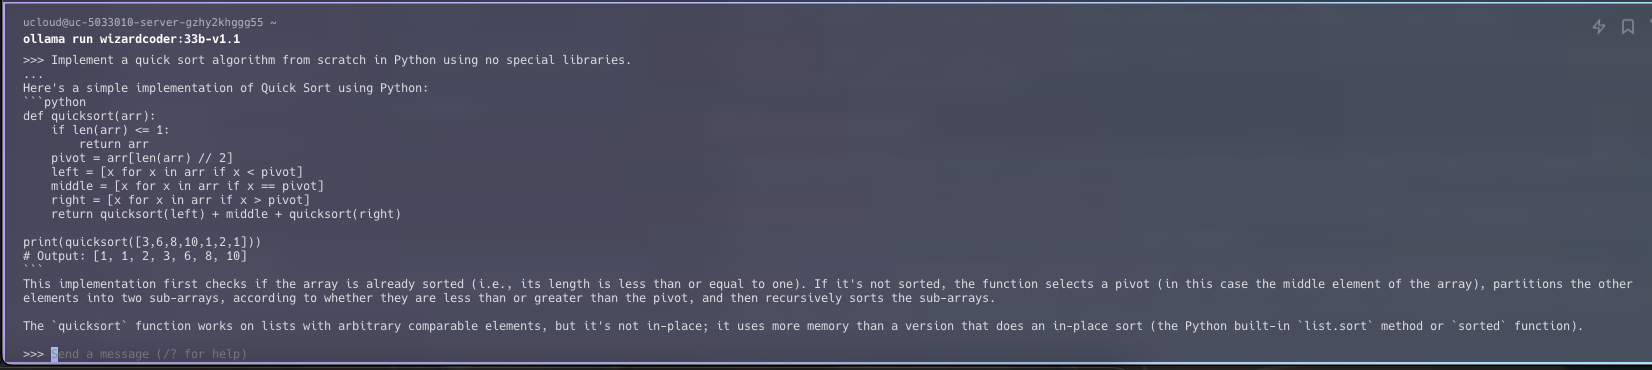 ucloud@uc-5033010-server-gzhy2khggg55 ~
ollama run wizardcoder:33b-v1.1
>>> Implement a quick sort algorithm from scratch in Python using no special libraries.
...
Here's a simple implementation of Quick Sort using Python:
```python
def quicksort(arr):
    if len(arr) <= 1:
        return arr
    pivot = arr[len(arr) // 2]
    left = [x for x in arr if x < pivot]
    middle = [x for x in arr if x == pivot]
    right = [x for x in arr if x > pivot]
    return quicksort(left) + middle + quicksort(right)

print(quicksort([3,6,8,10,1,2,1]))
# Output: [1, 1, 2, 3, 6, 8, 10]
```
This implementation first checks if the array is already sorted (i.e., its length is less than or equal to one). If it's not sorted, the function selects a pivot (in this case the middle element of the array), partitions the other
elements into two sub-arrays, according to whether they are less than or greater than the pivot, and then recursively sorts the sub-arrays.

The `quicksort` function works on lists with arbitrary comparable elements, but it's not in-place; it uses more memory than a version that does an in-place sort (the Python built-in `list.sort` method or `sorted` function).

>>> Send a message (/? for help)